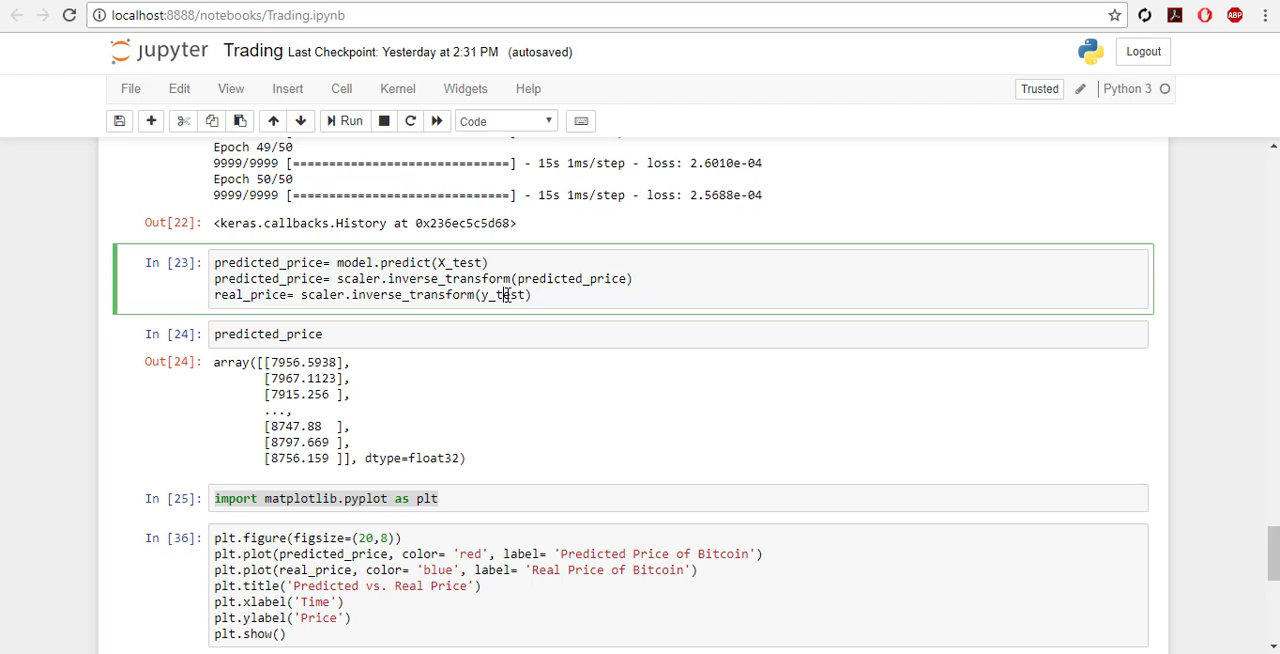 localhost:8888/notebooks/Trading.ipynb
ABP
jupyter Trading Last Checkpoint: Yesterday at 2:31 PM (autosaved)
Logout
File Edit View Insert Cell Kernel Widgets Help
Trusted Python 3
Run Code
Epoch 49/50
9999/9999 [==============================] - 15s 1ms/step - loss: 2.6010e-04
Epoch 50/50
9999/9999 [==============================] - 15s 1ms/step - loss: 2.5688e-04
Out[22]: <keras.callbacks.History at 0x236ec5c5d68>
In [23]: predicted_price= model.predict(X_test)
predicted_price= scaler.inverse_transform(predicted_price)
real_price= scaler.inverse_transform(y_test)
In [24]: predicted_price
Out[24]: array([[7956.5938],
[7967.1123],
[7915.256 ],
...,
[8747.88  ],
[8797.669 ],
[8756.159 ]], dtype=float32)
In [25]: import matplotlib.pyplot as plt
In [36]: plt.figure(figsize=(20,8))
plt.plot(predicted_price, color= 'red', label= 'Predicted Price of Bitcoin')
plt.plot(real_price, color= 'blue', label= 'Real Price of Bitcoin')
plt.title('Predicted vs. Real Price')
plt.xlabel('Time')
plt.ylabel('Price')
plt.show()